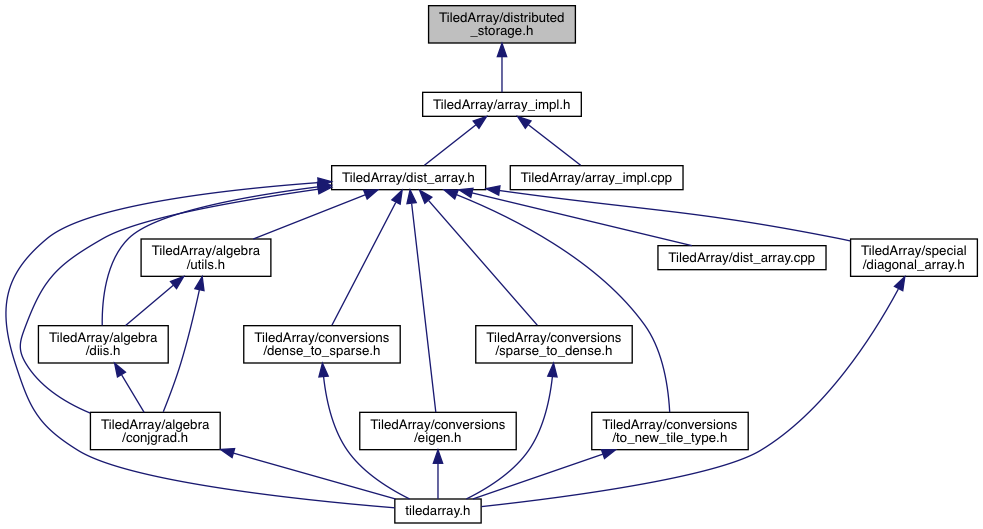 TiledArray/distributed
_storage.h
TiledArray/array_impl.h
TiledArray/dist_array.h
TiledArray/array_impl.cpp
TiledArray/algebra
/utils.h
TiledArray/dist_array.cpp
TiledArray/special
/diagonal_array.h
TiledArray/algebra
/diis.h
TiledArray/conversions
/dense_to_sparse.h
TiledArray/conversions
/sparse_to_dense.h
TiledArray/algebra
/conjgrad.h
TiledArray/conversions
/eigen.h
TiledArray/conversions
/to_new_tile_type.h
tiledarray.h